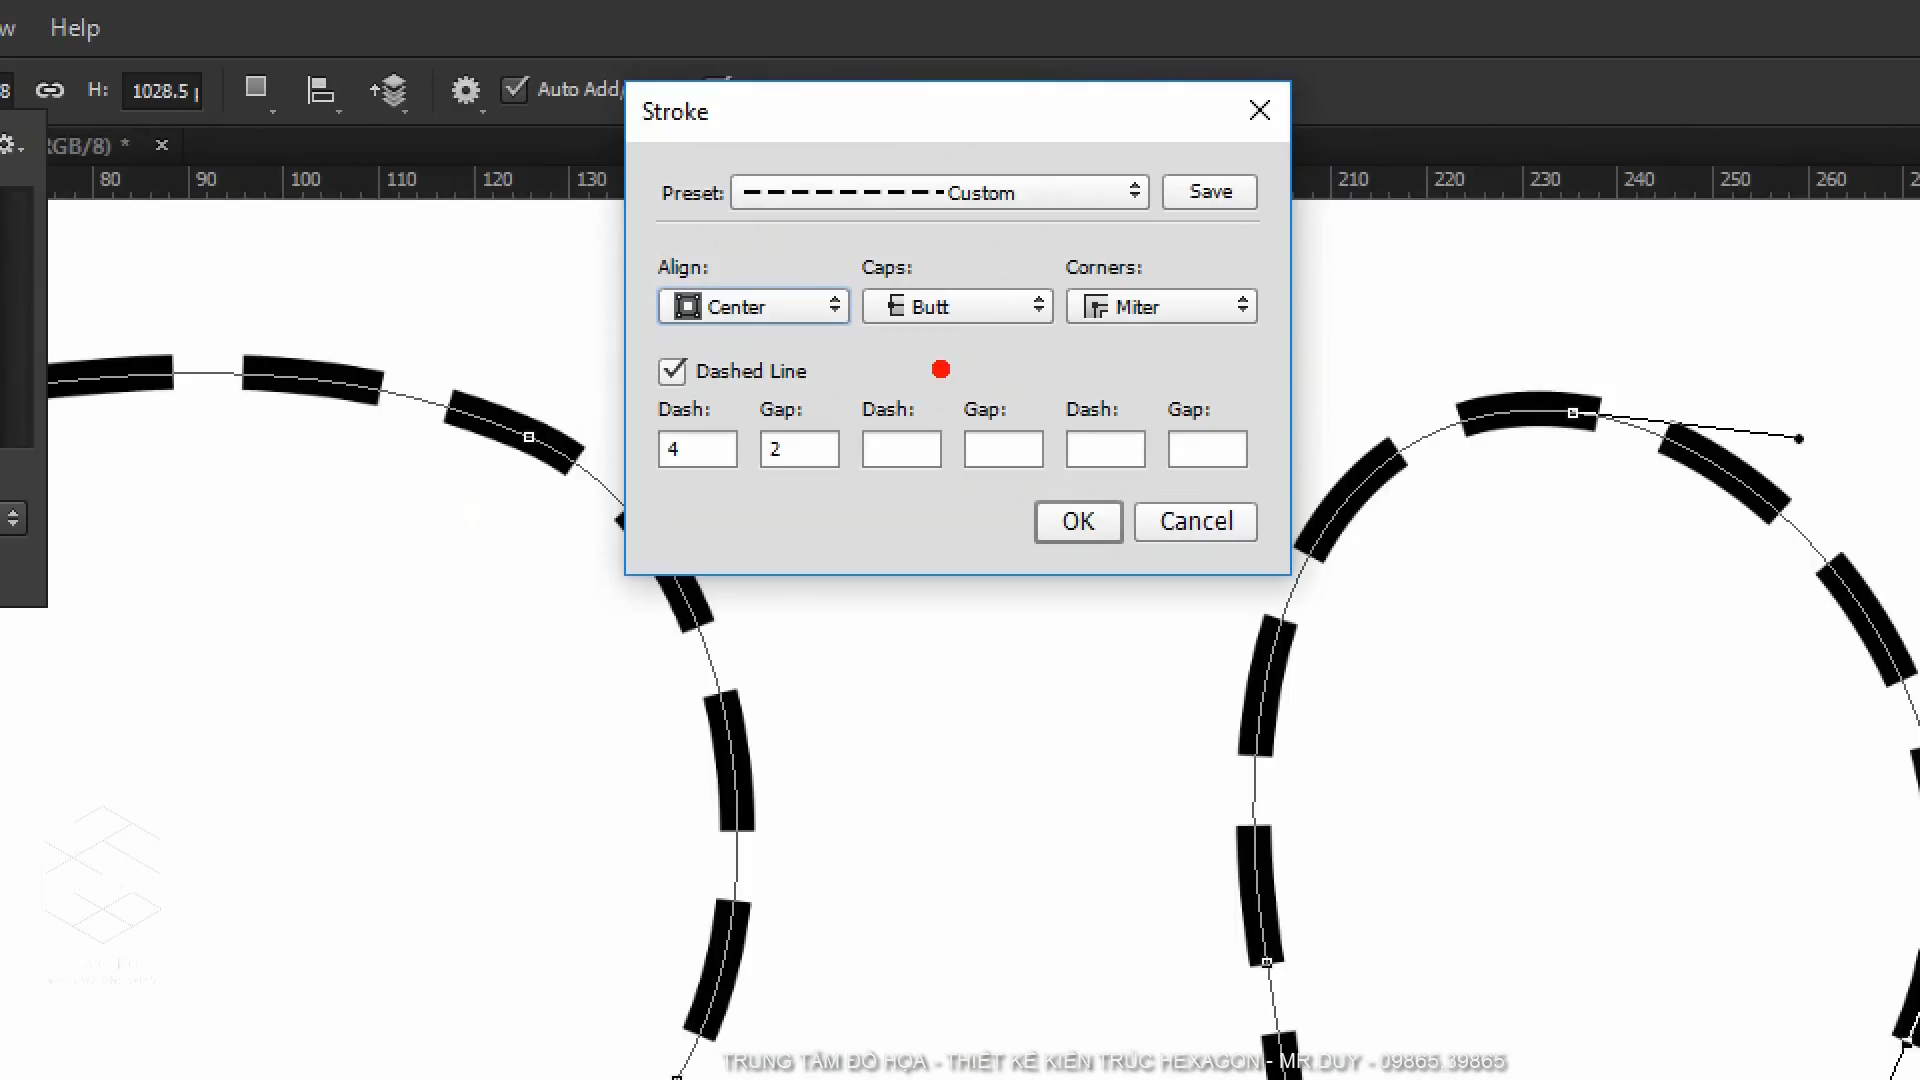 w Help
8 H: 1028.5 Auto Add/
Stroke
RGB/8) *
80 90 100 110 120 130 210 220 230 240 250 260 2
Preset: Custom Save
Align: Caps: Corners:
Center Butt Miter
Dashed Line
Dash: Gap: Dash: Gap: Dash: Gap:
4 2
OK Cancel
TRUNG TÂM ĐỒ HỌA - THIẾT KẾ KIẾN TRÚC HEXAGON - MR.DUY - 09865.39865